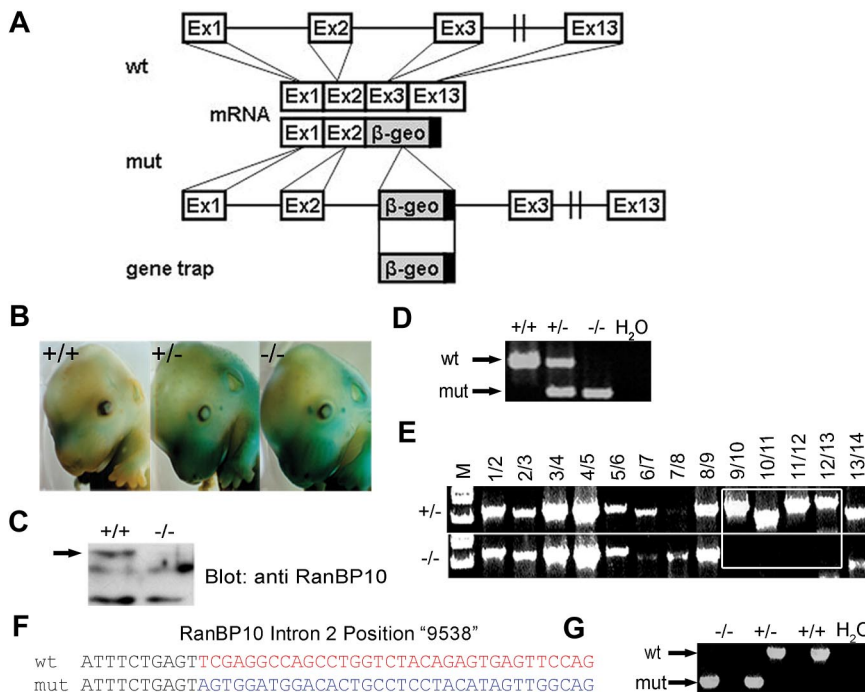 A
Ex1 Ex2 Ex3 Ex13
wt
Ex1 Ex2 Ex3 Ex13
mRNA
Ex1 Ex2 β-geo
mut
Ex1 Ex2 β-geo Ex3 Ex13
gene trap
β-geo
B
+/+ +/- -/-
C
+/+ -/-
Blot: anti RanBP10
D
+/+ +/- -/- H2O
wt
mut
E
M 1/2 2/3 3/4 4/5 5/6 6/7 7/8 8/9 9/10 10/11 11/12 12/13 13/14
+/-
-/-
F
RanBP10 Intron 2 Position “9538”
wt ATTTCTGAGTTCGAGGCCAGCCTGGTCTACAGAGTGAGTTCCAG
mut ATTTCTGAGTAGTGGATGGACACTGCCTCCTACATAGTTGGCAG
G
-/- +/- +/+ H2O
wt
mut